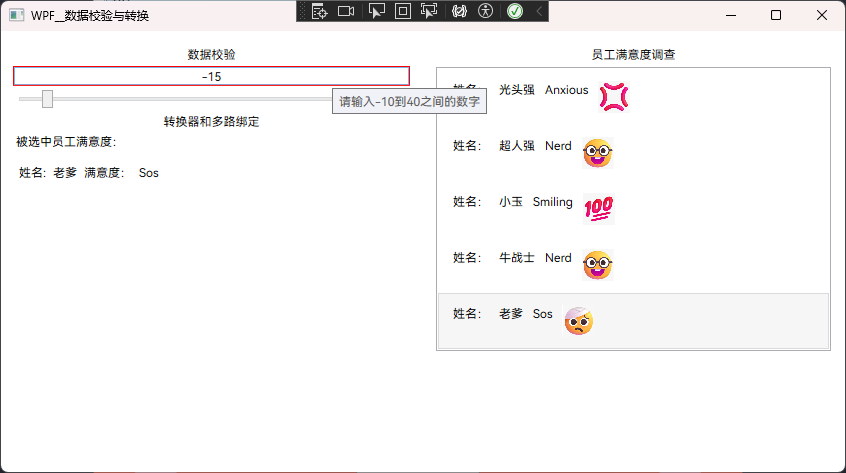 WPF__数据校验与转换
数据校验
-15
请输入-10到40之间的数字
转换器和多路绑定
被选中员工满意度:
姓名: 老爹 满意度: Sos
员工满意度调查
姓名: 光头强 Anxious
姓名: 超人强 Nerd
姓名: 小玉 Smiling
100
姓名: 牛战士 Nerd
姓名: 老爹 Sos